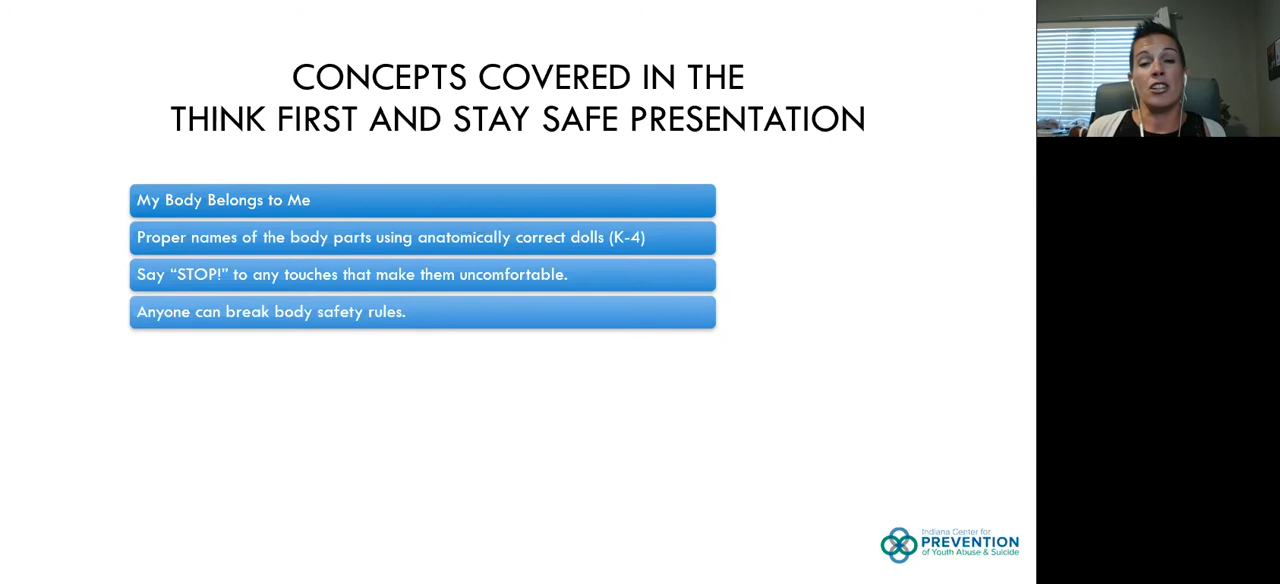 CONCEPTS COVERED IN THE
THINK FIRST AND STAY SAFE PRESENTATION
My Body Belongs to Me
Proper names of the body parts using anatomically correct dolls (K-4)
Say “STOP!” to any touches that make them uncomfortable.
Anyone can break body safety rules.
Indiana Center for
PREVENTION
of Youth Abuse & Suicide